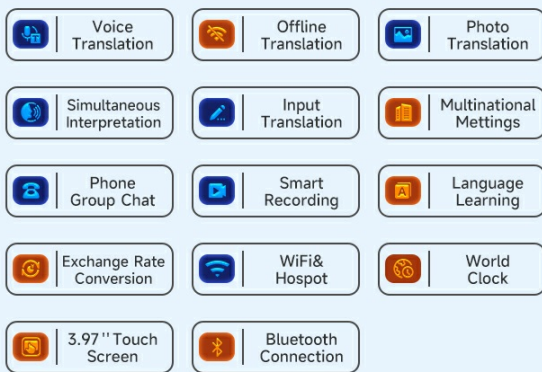 Voice
Translation
Offline
Translation
Photo
Translation
Simultaneous
Interpretation
Input
Translation
Multinational
Mettings
Phone
Group Chat
Smart
Recording
Language
Learning
Exchange Rate
Conversion
WiFi&
Hospot
World
Clock
3.97''Touch
Screen
Bluetooth
Connection